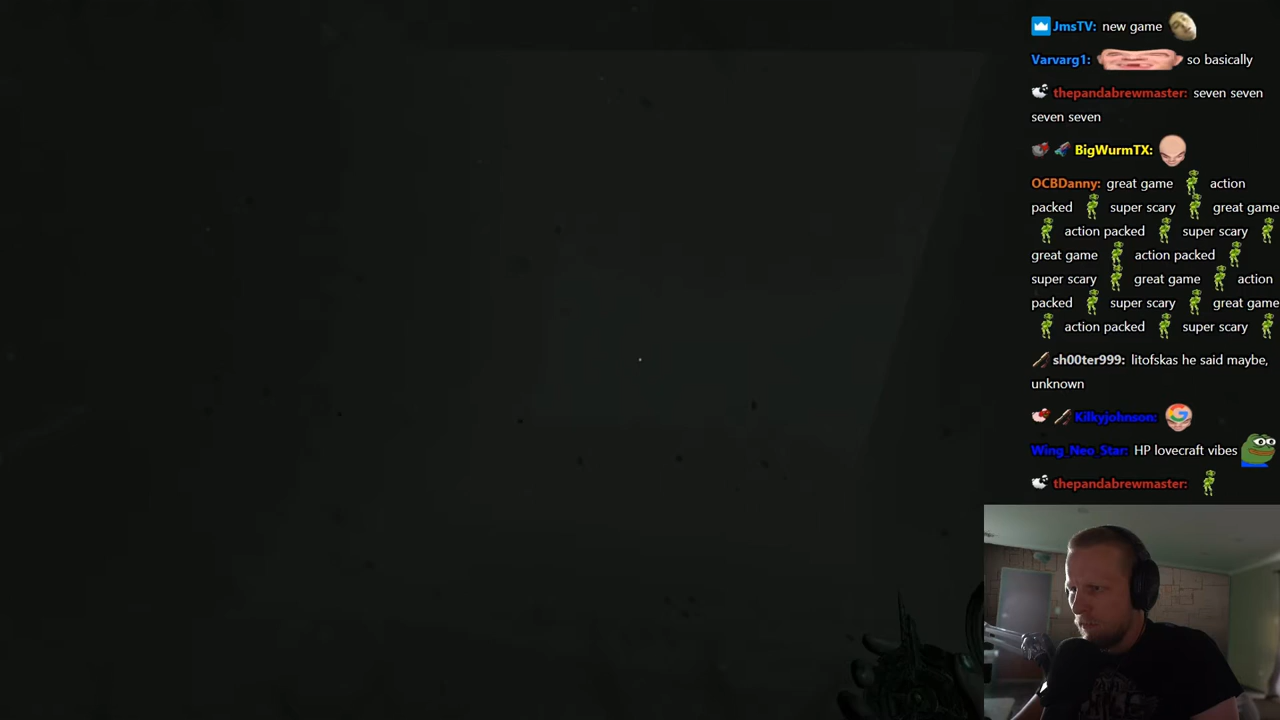 JmsTV: new game
Varvarg1: so basically
thepandabrewmaster: seven seven
seven seven
BigWurmTX:
OCBDanny: great game action
packed super scary great game
action packed super scary
great game action packed
super scary great game action
packed super scary great game
action packed super scary
sh00ter999: litofskas he said maybe,
unknown
Kilkyjohnson:
Wing_Neo_Star: HP lovecraft vibes
thepandabrewmaster: